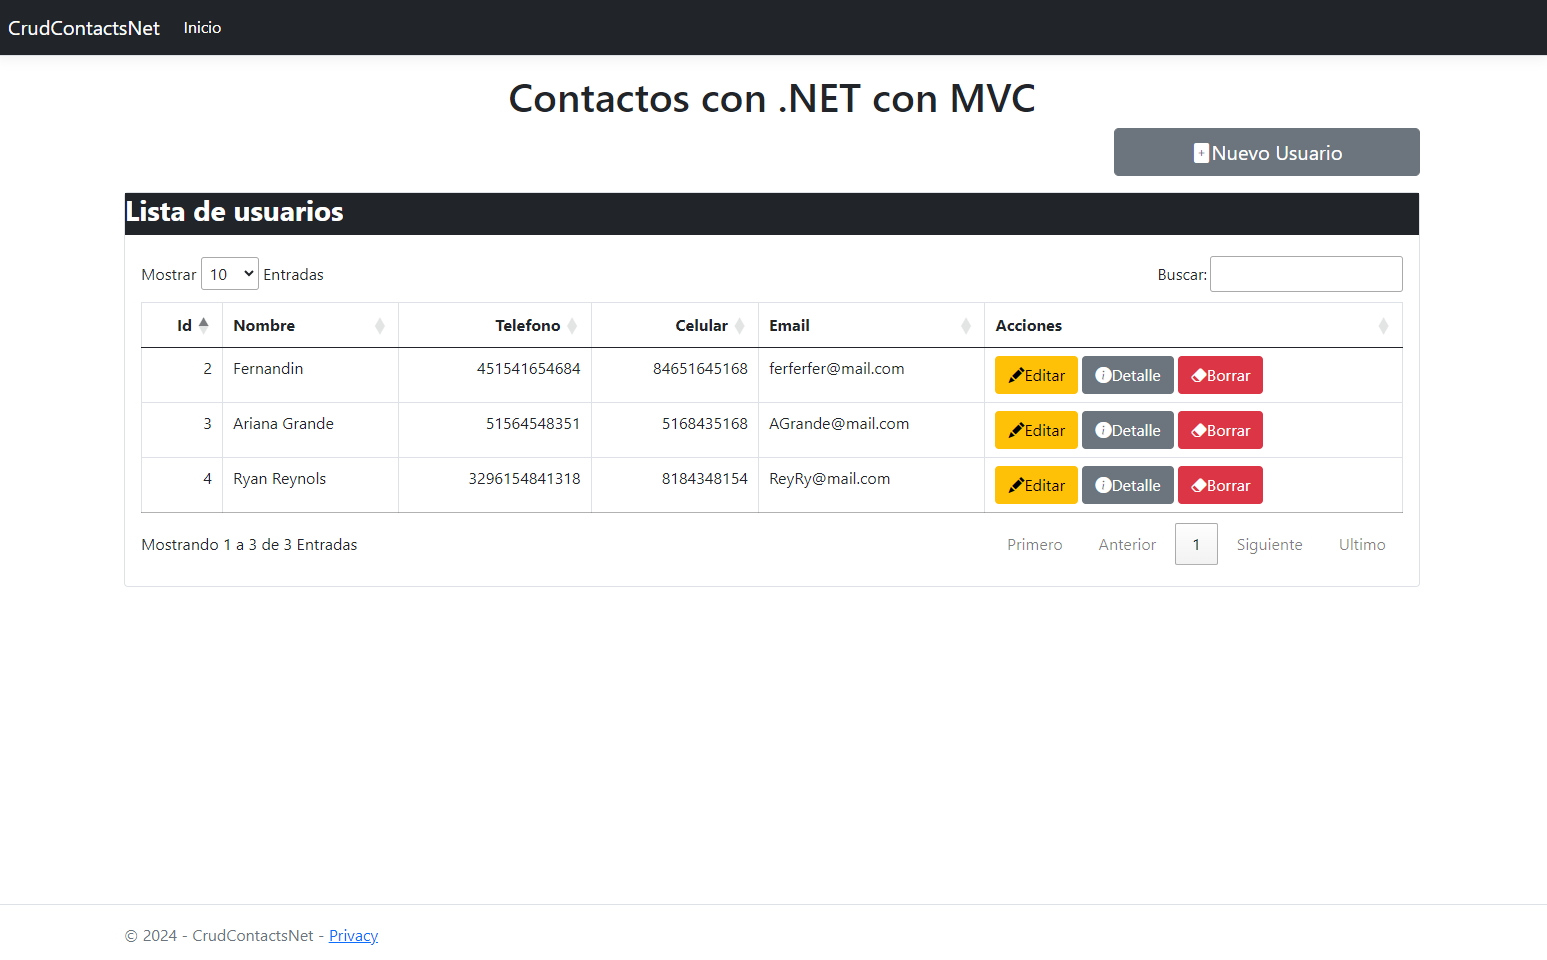 CrudContactsNet Inicio
Contactos con .NET con MVC
Nuevo Usuario
Lista de usuarios
Mostrar 10 Entradas Buscar:
Id Nombre Telefono Celular Email Acciones
2 Fernandin 451541654684 84651645168 ferferfer@mail.com Editar Detalle Borrar
3 Ariana Grande 51564548351 5168435168 AGrande@mail.com Editar Detalle Borrar
4 Ryan Reynols 3296154841318 8184348154 ReyRy@mail.com Editar Detalle Borrar
Mostrando 1 a 3 de 3 Entradas Primero Anterior 1 Siguiente Ultimo
© 2024 - CrudContactsNet - Privacy